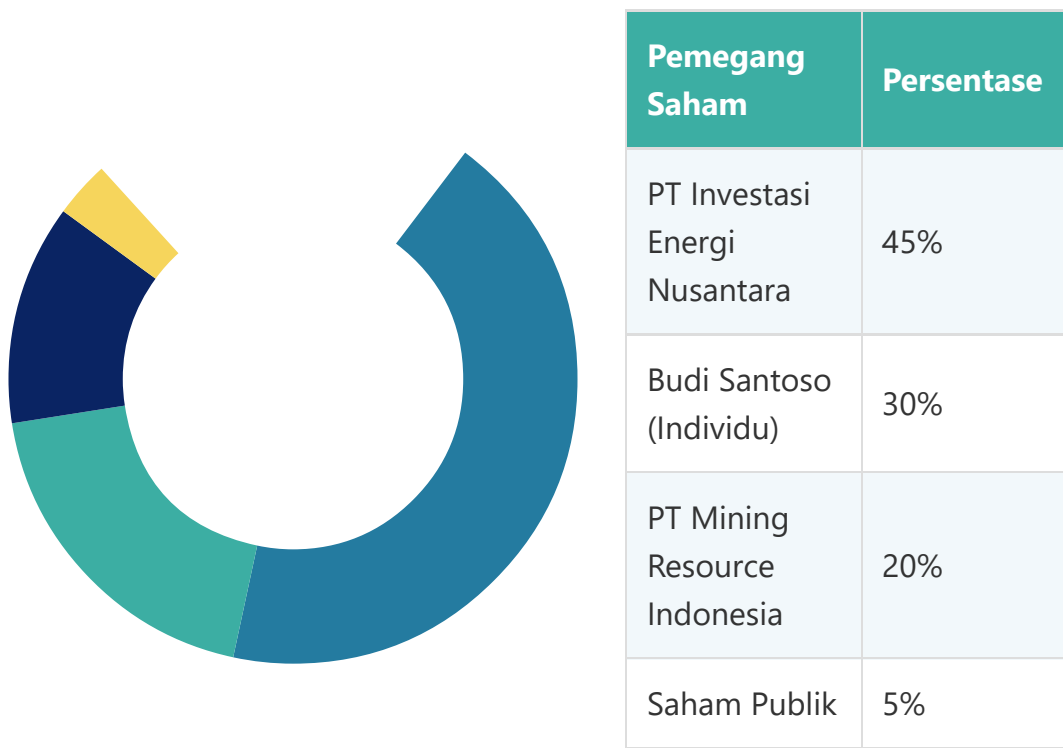 Pemegang
Saham
Persentase
PT Investasi
Energi
Nusantara
45%
Budi Santoso
(Individu)
30%
PT Mining
Resource
Indonesia
20%
Saham Publik
5%